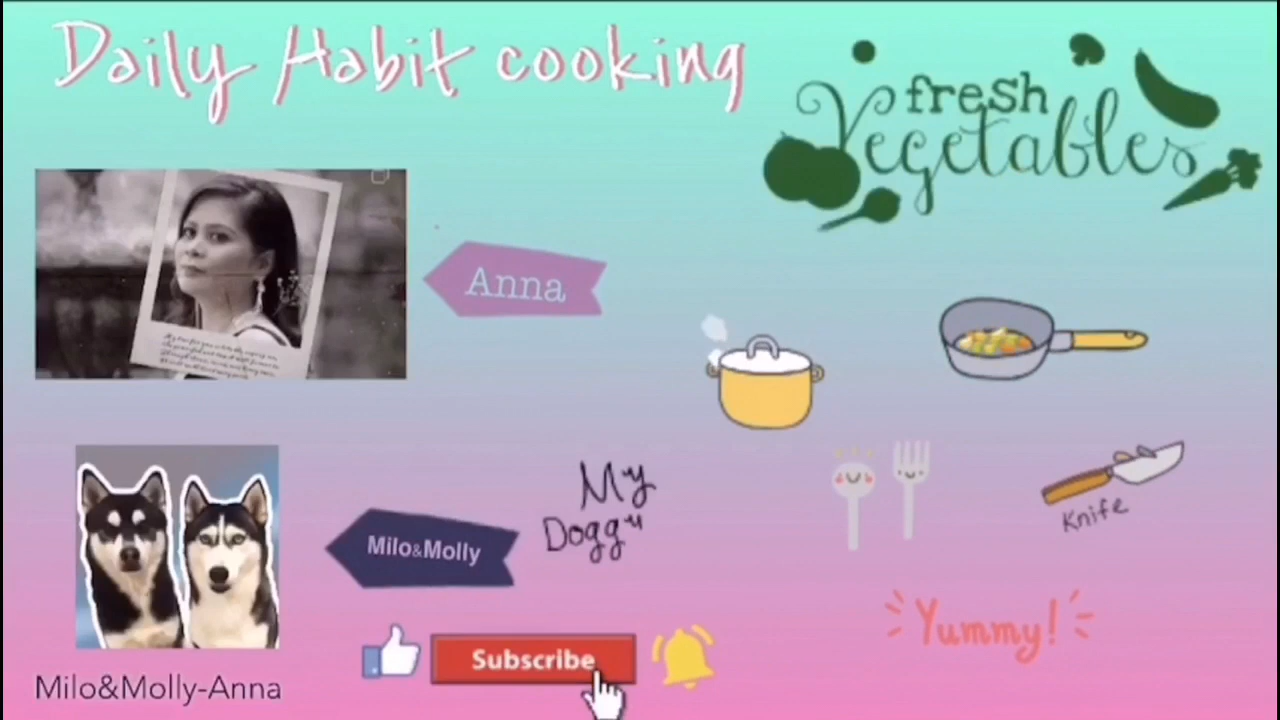 Daily Habit cooking
fresh
Vegetables
Anna
My
Doggy
Milo&Molly
Knife
Yummy!
Subscribe
Milo&Molly-Anna